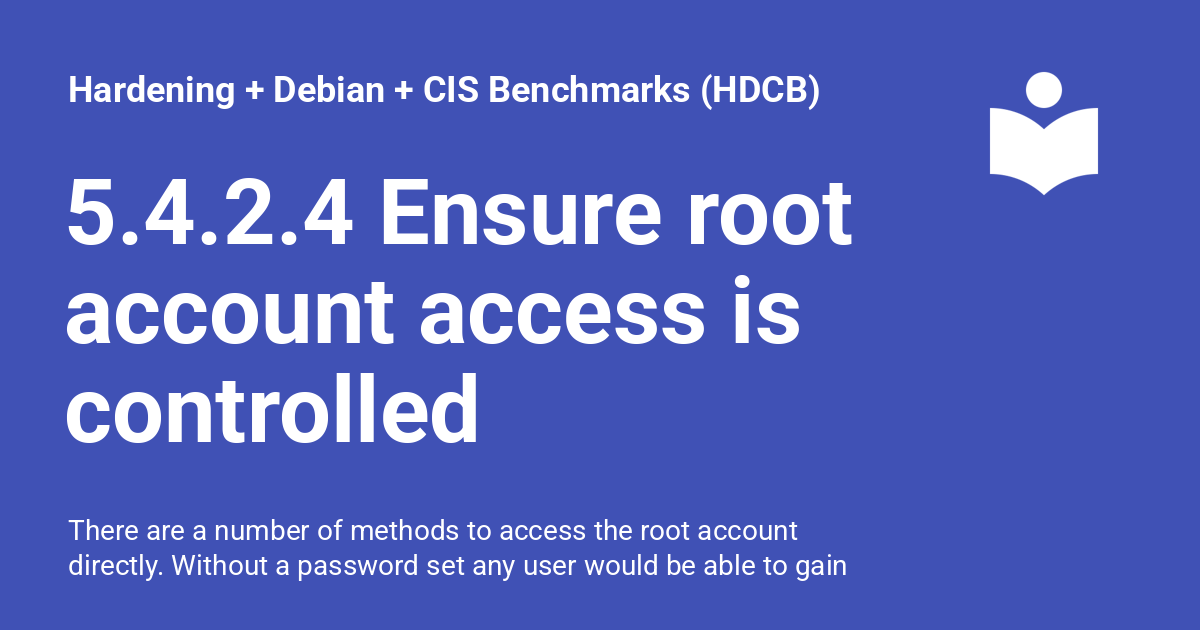 Hardening + Debian + CIS Benchmarks (HDCB)
5.4.2.4 Ensure root
account access is
controlled
There are a number of methods to access the root account
directly. Without a password set any user would be able to gain